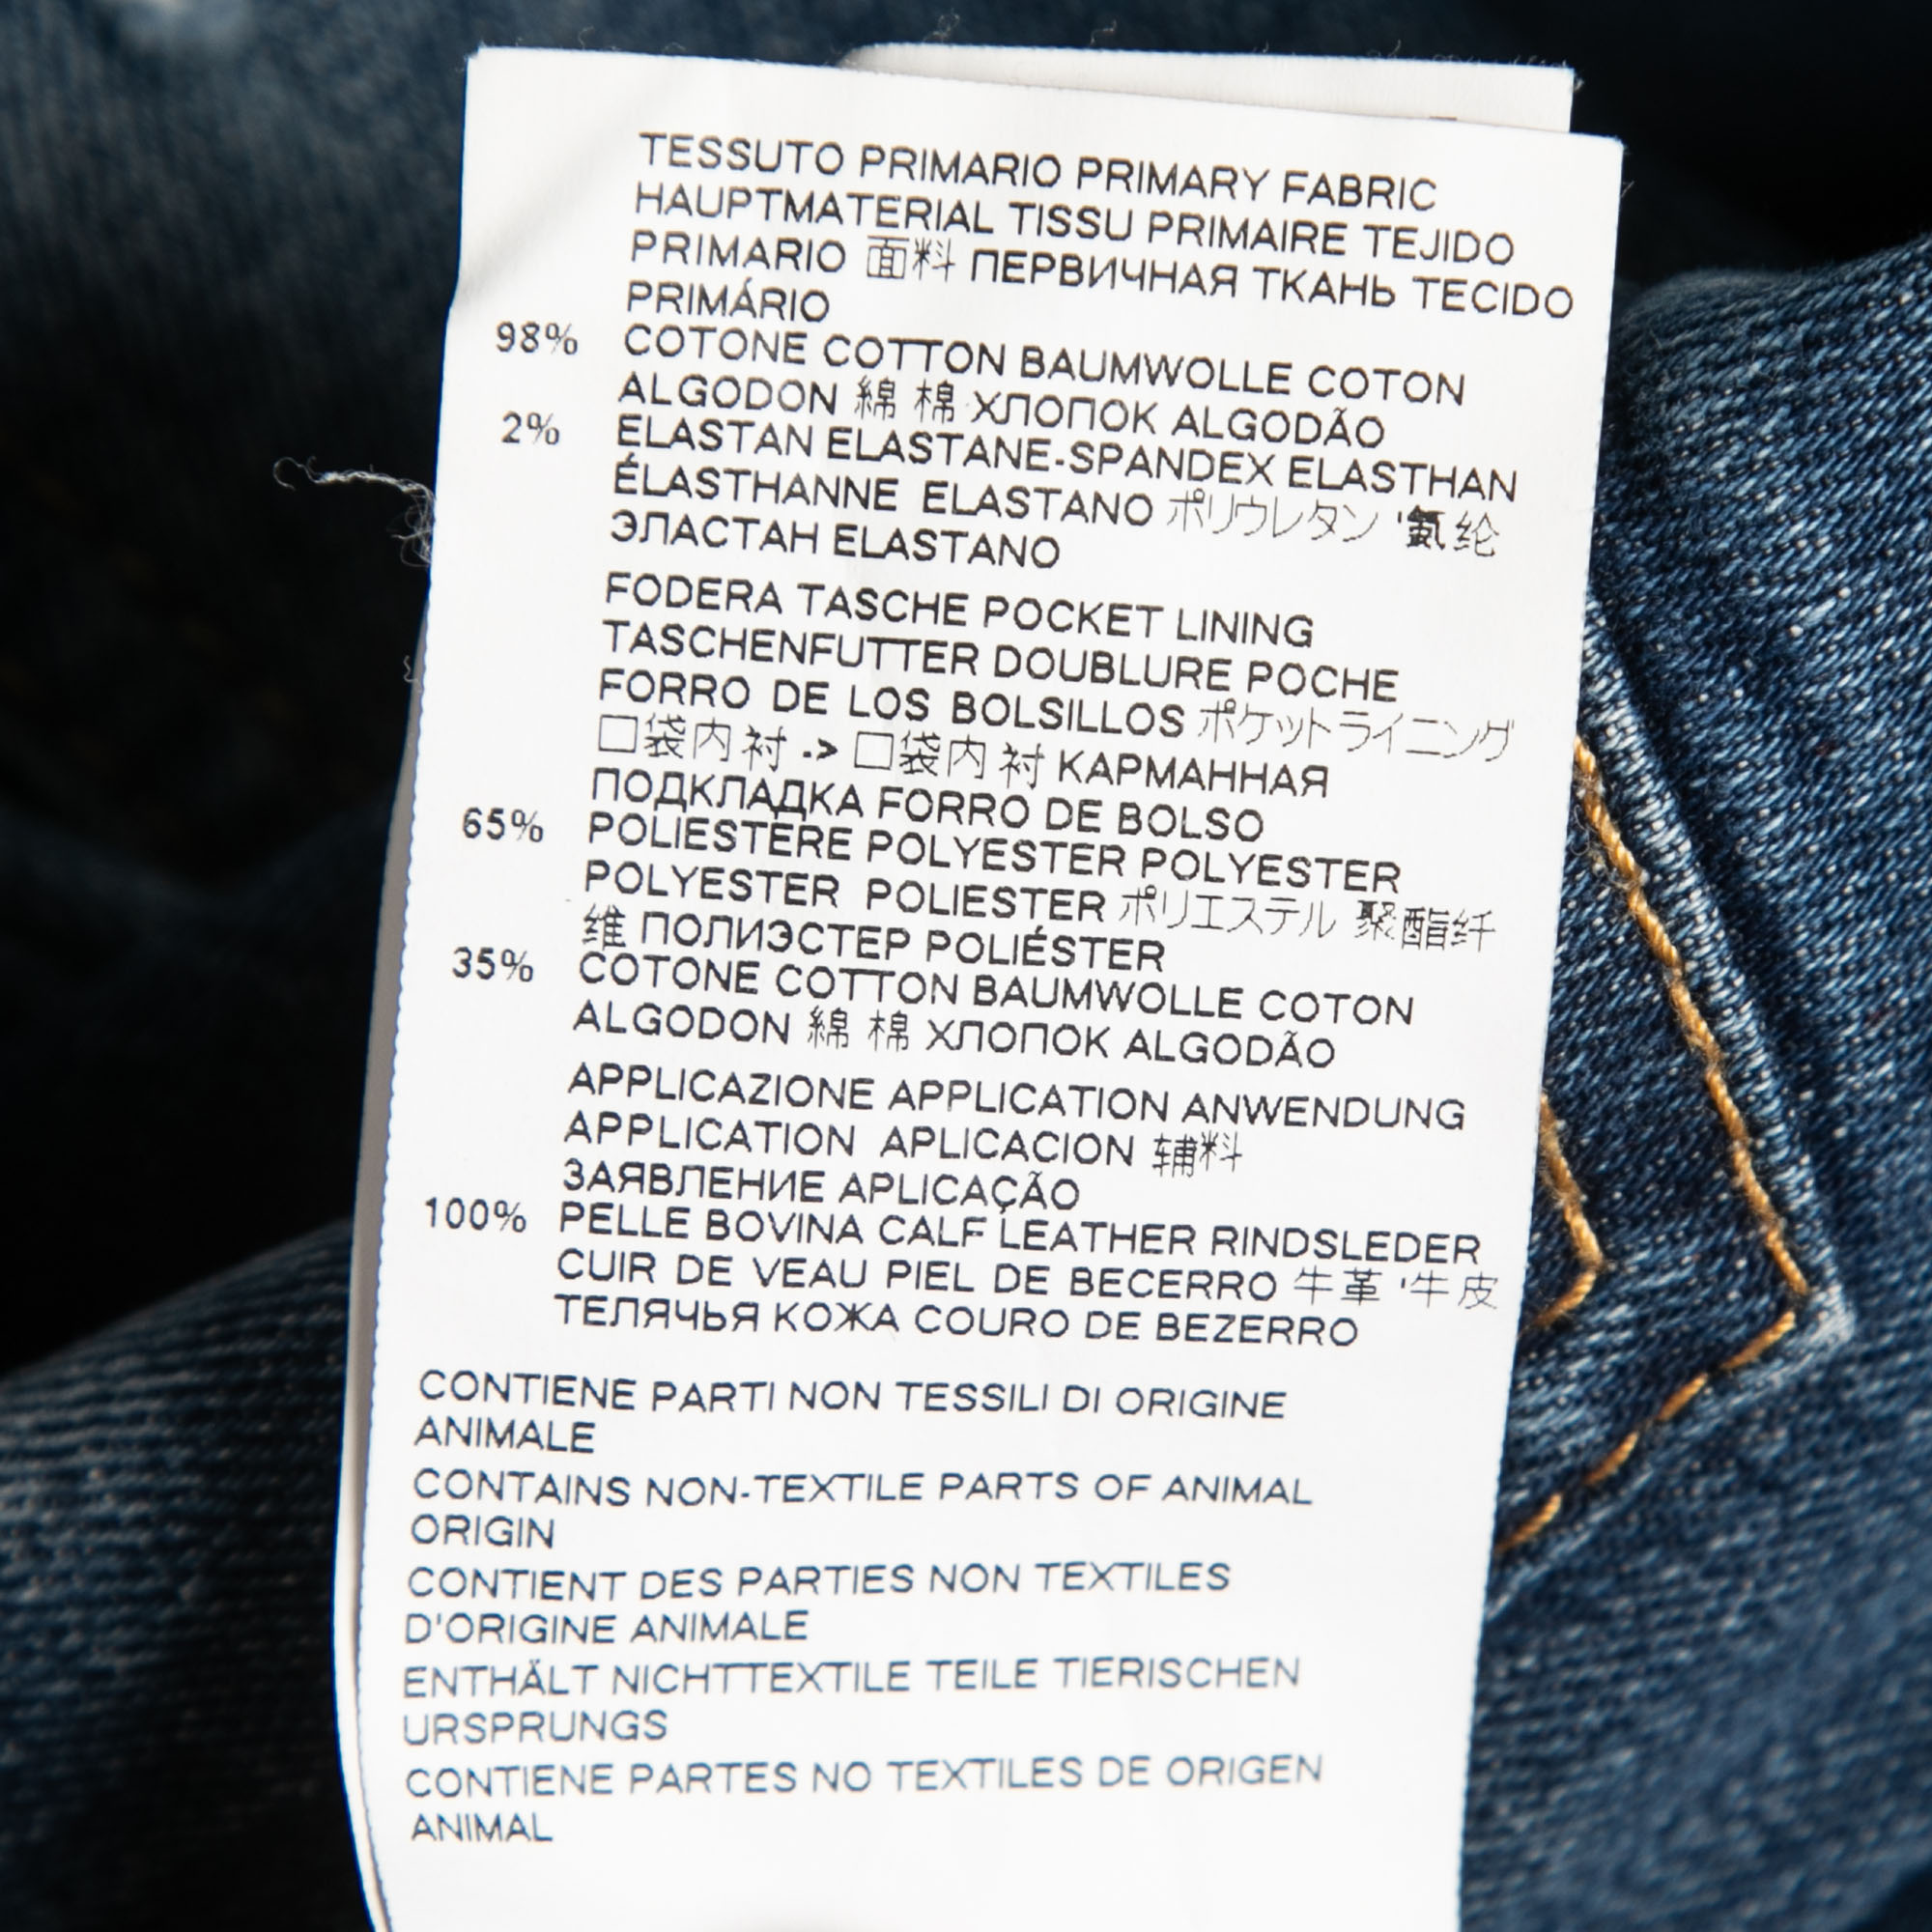 TESSUTO PRIMARIO PRIMARY FABRIC
HAUPTMATERIAL TISSU PRIMAIRE TEJIDO
PRIMARIO 面料 ПЕРВИЧНАЯ ТКАНЬ TECIDO
PRIMÁRIO
98% COTONE COTTON BAUMWOLLE COTON
ALGODON 綿 棉 ХЛОПОК ALGODÃO
2% ELASTAN ELASTANE-SPANDEX ELASTHAN
ÉLASTHANNE ELASTANO ポリウレタン '氨纶
ЭЛАСТАН ELASTANO
FODERA TASCHE POCKET LINING
TASCHENFUTTER DOUBLURE POCHE
FORRO DE LOS BOLSILLOS ポケットライニング
口袋内衬 .> 口袋内衬 КАРМАННАЯ
ПОДКЛАДКА FORRO DE BOLSO
65% POLIESTERE POLYESTER POLYESTER
POLYESTER POLIESTER ポリエステル 聚酯纤
维 ПОЛИЭСТЕР POLIÉSTER
35% COTONE COTTON BAUMWOLLE COTON
ALGODON 綿 棉 ХЛОПОК ALGODÃO
APPLICAZIONE APPLICATION ANWENDUNG
APPLICATION APLICACION 辅料
ЗАЯВЛЕНИЕ APLICAÇÃO
100% PELLE BOVINA CALF LEATHER RINDSLEDER
CUIR DE VEAU PIEL DE BECERRO 牛革 '牛皮
ТЕЛЯЧЬЯ КОЖА COURO DE BEZERRO
CONTIENE PARTI NON TESSILI DI ORIGINE
ANIMALE
CONTAINS NON-TEXTILE PARTS OF ANIMAL
ORIGIN
CONTIENT DES PARTIES NON TEXTILES
D'ORIGINE ANIMALE
ENTHÄLT NICHTTEXTILE TEILE TIERISCHEN
URSPRUNGS
CONTIENE PARTES NO TEXTILES DE ORIGEN
ANIMAL